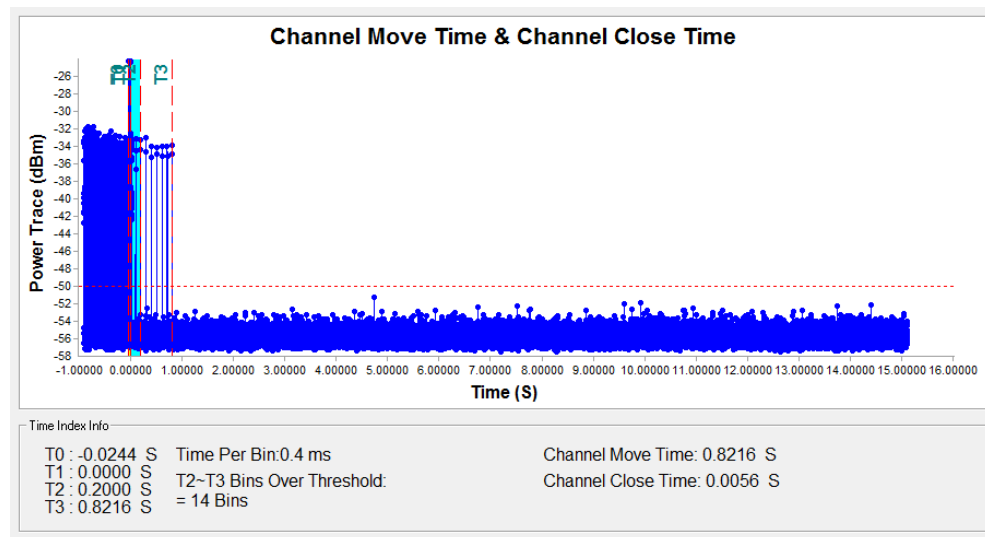 Channel Move Time & Channel Close Time
T2
T3
Power Trace (dBm)
-26
-28
-30
-32
-34
-36
-38
-40
-42
-44
-46
-48
-50
-52
-54
-56
-58
-1.00000 0.00000 1.00000 2.00000 3.00000 4.00000 5.00000 6.00000 7.00000 8.00000 9.00000 10.00000 11.00000 12.00000 13.00000 14.00000 15.00000 16.00000
Time (S)
Time Index Info
T0 : -0.0244 S
T1 : 0.0000 S
T2 : 0.2000 S
T3 : 0.8216 S
Time Per Bin:0.4 ms
T2~T3 Bins Over Threshold:
= 14 Bins
Channel Move Time: 0.8216 S
Channel Close Time: 0.0056 S